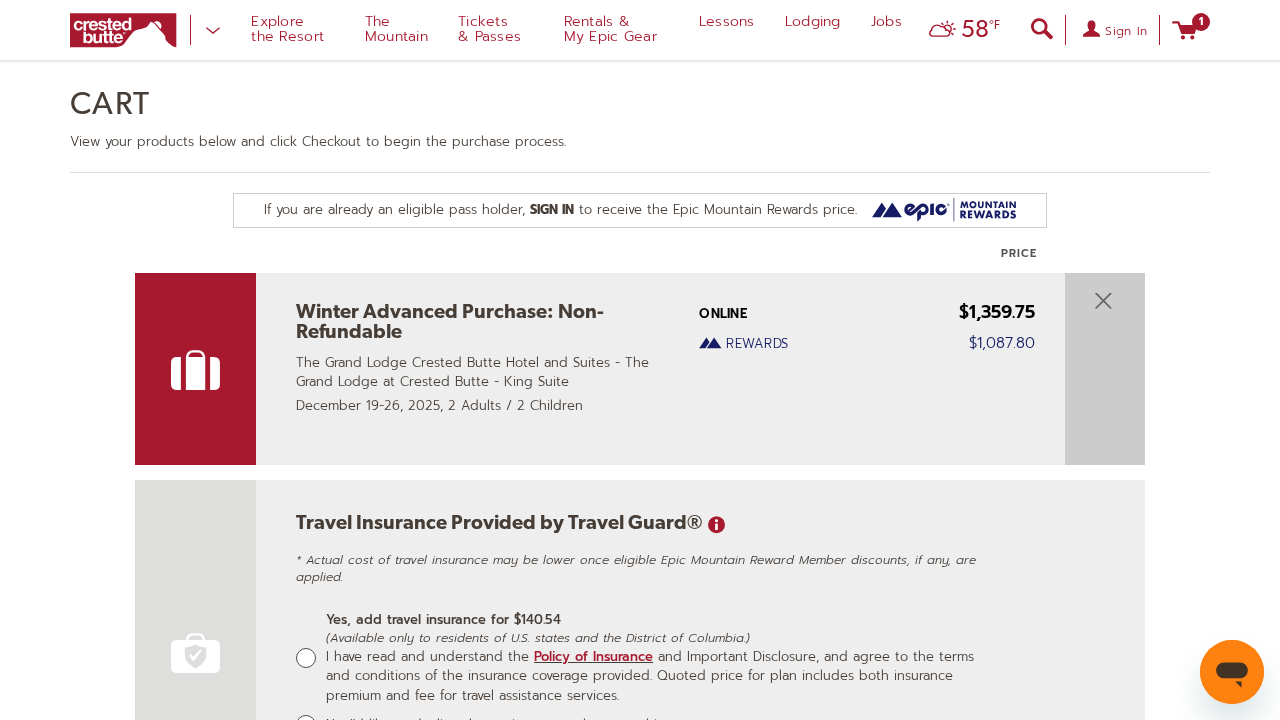 crested butte
Explore the Resort
The Mountain
Tickets & Passes
Rentals & My Epic Gear
Lessons
Lodging
Jobs
58°F
Sign In
1
CART
View your products below and click Checkout to begin the purchase process.
If you are already an eligible pass holder, SIGN IN to receive the Epic Mountain Rewards price. epic MOUNTAIN REWARDS
PRICE
Winter Advanced Purchase: Non-
Refundable
The Grand Lodge Crested Butte Hotel and Suites - The
Grand Lodge at Crested Butte - King Suite
December 19-26, 2025, 2 Adults / 2 Children
ONLINE $1,359.75
REWARDS $1,087.80
Travel Insurance Provided by Travel Guard®
* Actual cost of travel insurance may be lower once eligible Epic Mountain Reward Member discounts, if any, are
applied.
Yes, add travel insurance for $140.54
(Available only to residents of U.S. states and the District of Columbia.)
I have read and understand the Policy of Insurance and Important Disclosure, and agree to the terms
and conditions of the insurance coverage provided. Quoted price for plan includes both insurance
premium and fee for travel assistance services.